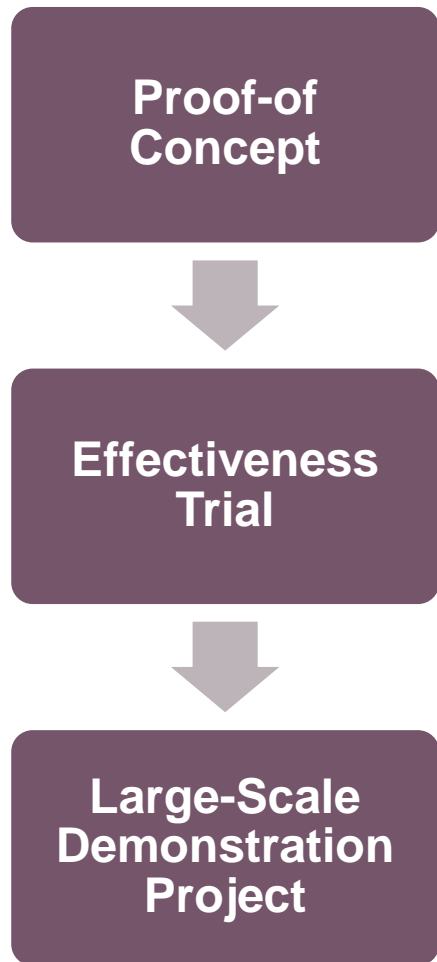 Proof-of
Concept
Effectiveness
Trial
Large-Scale
Demonstration
Project